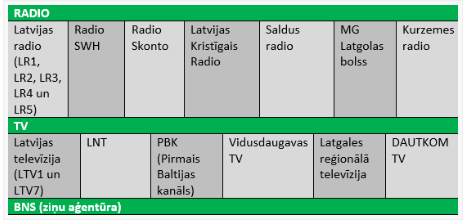 RADIO
Latvijas radio (LR1, LR2, LR3, LR4 un LR5)
Radio SWH
Radio Skonto
Latvijas Kristīgais Radio
Saldus radio
MG Latgolas bolss
Kurzemes radio
TV
Latvijas televīzija (LTV1 un LTV7)
LNT
PBK (Pirmais Baltijas kanāls)
Vidusdaugavas TV
Latgales reģionālā televīzija
DAUTKOM TV
BNS (ziņu aģentūra)